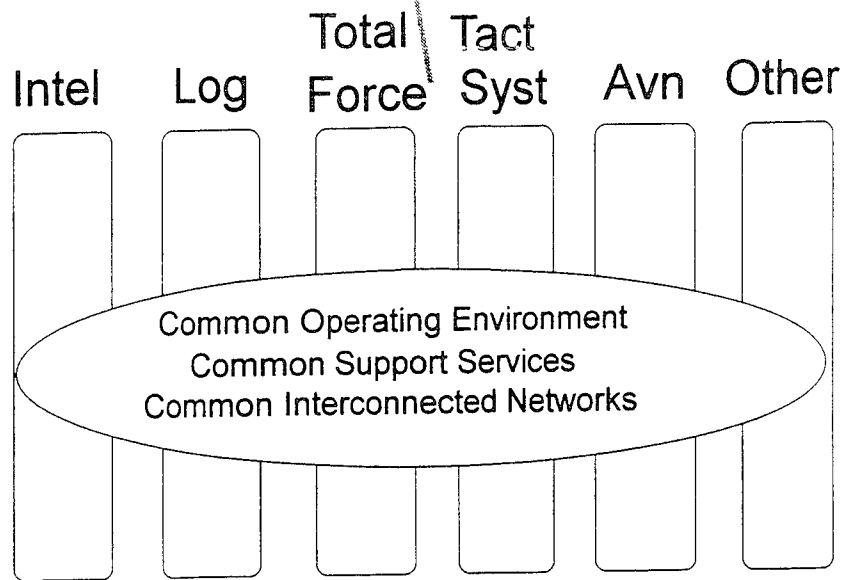 Intel
Log
Total
Force
Tact
Syst
Avn
Other
Common Operating Environment
Common Support Services
Common Interconnected Networks